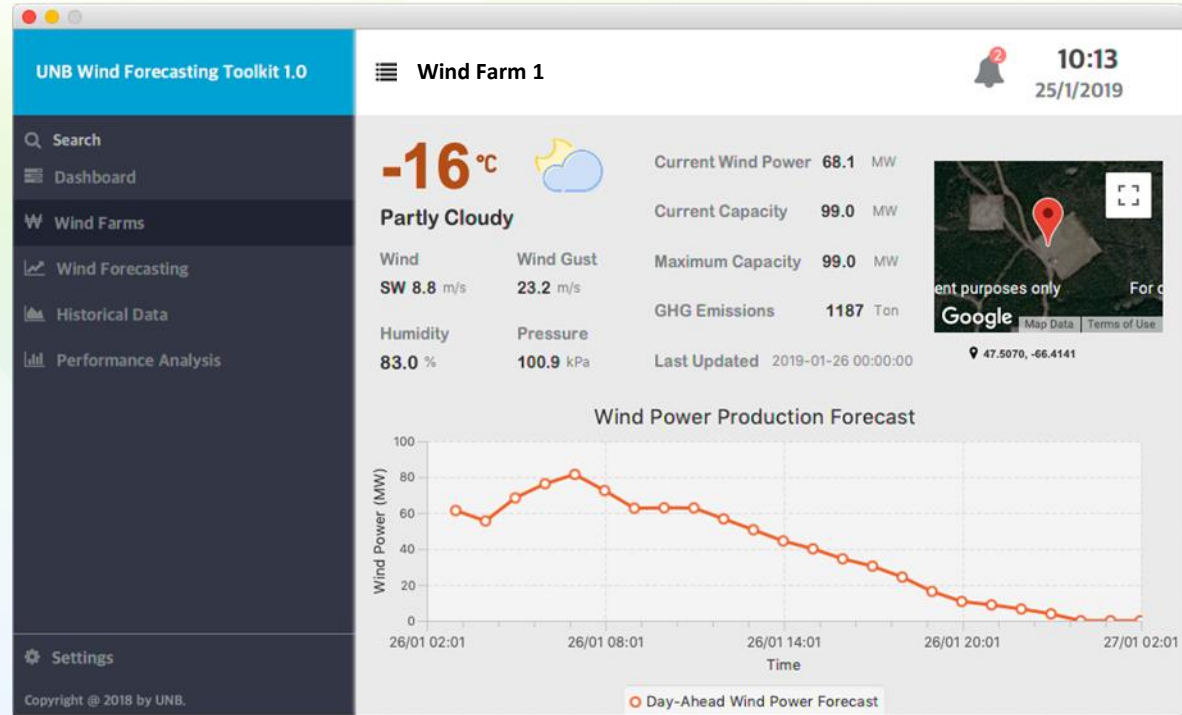 UNB Wind Forecasting Toolkit 1.0
Search
Dashboard
Wind Farms
Wind Forecasting
Historical Data
Performance Analysis
Settings
Copyright @ 2018 by UNB.
Wind Farm 1
2
10:13
25/1/2019
-16 °C
Partly Cloudy
Wind
SW 8.8 m/s
Wind Gust
23.2 m/s
Humidity
83.0 %
Pressure
100.9 kPa
Current Wind Power 68.1 MW
Current Capacity 99.0 MW
Maximum Capacity 99.0 MW
GHG Emissions 1187 Ton
Last Updated 2019-01-26 00:00:00
ent purposes only For
Google Map Data Terms of Use
47.5070, -66.4141
Wind Power Production Forecast
Wind Power (MW)
100
80
60
40
20
0
26/01 02:01 26/01 08:01 26/01 14:01 26/01 20:01 27/01 02:01
Time
Day-Ahead Wind Power Forecast